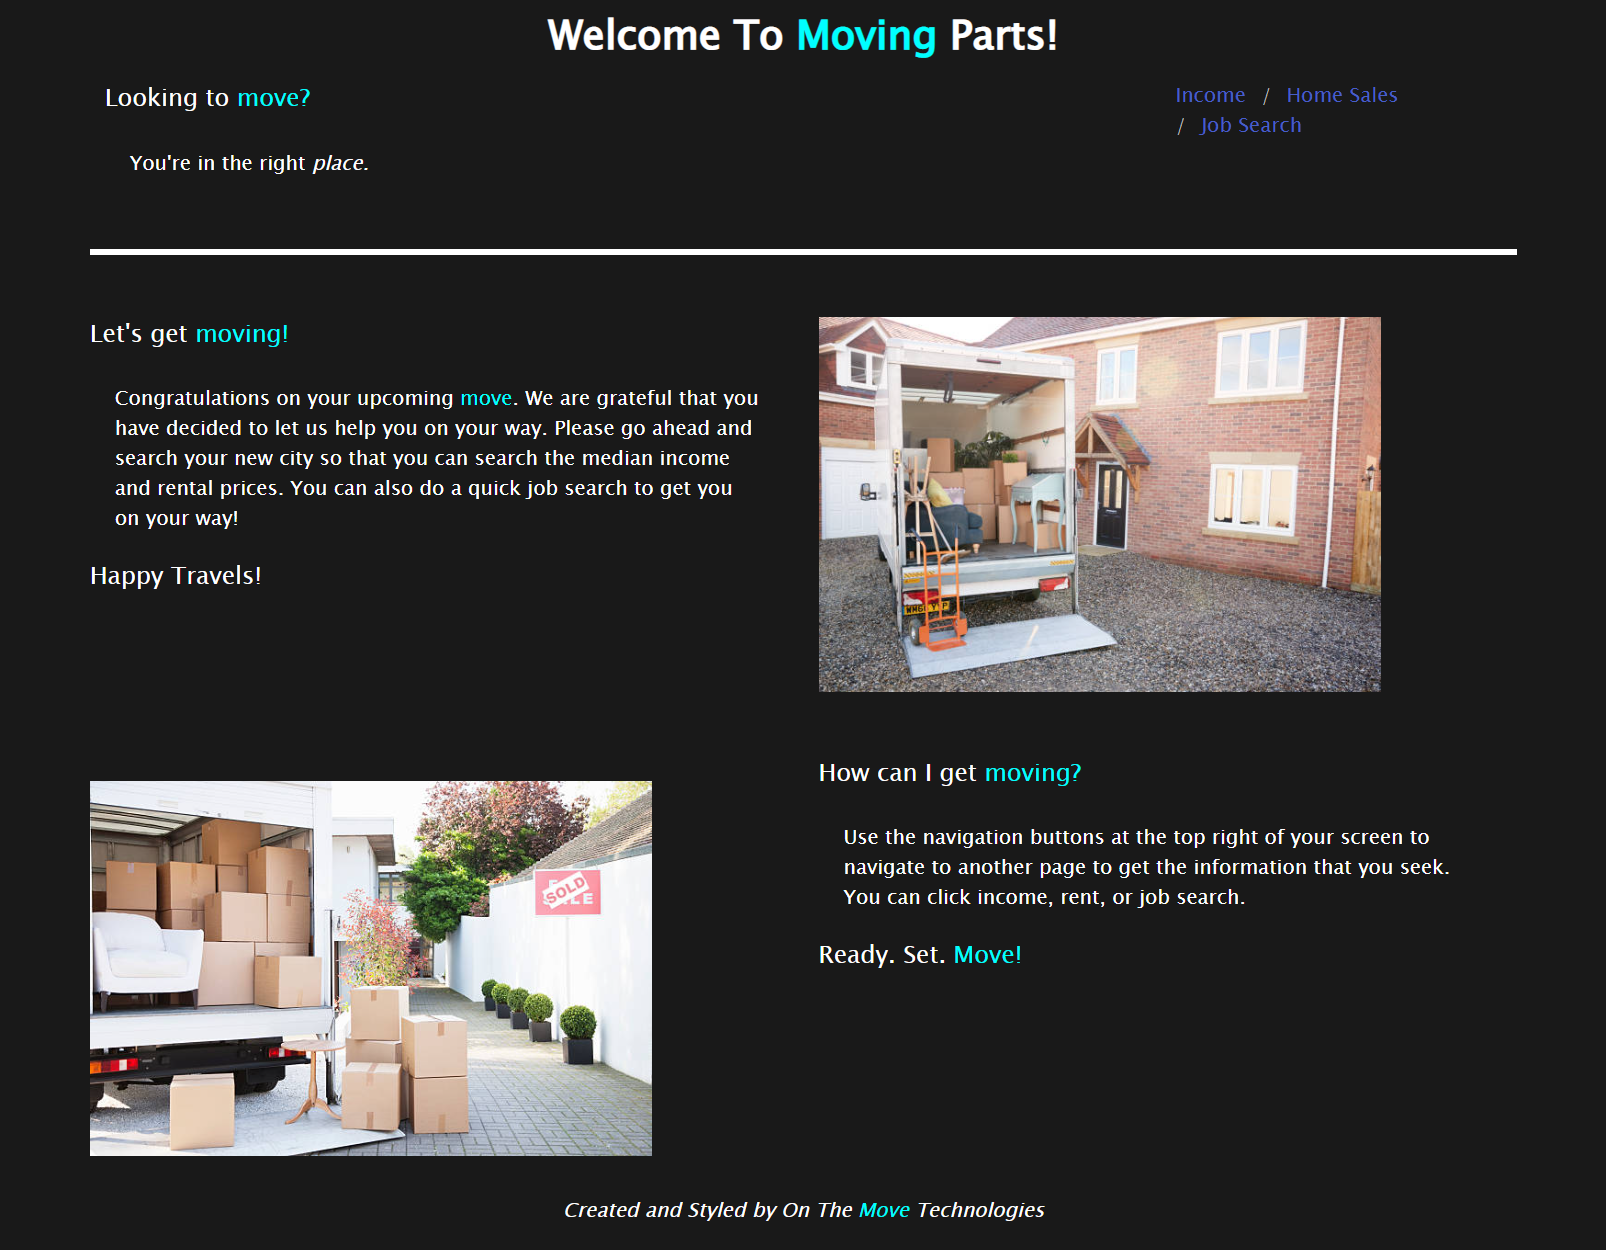 Welcome To Moving Parts!
Looking to move?
You're in the right place.
Income / Home Sales
/ Job Search
Let's get moving!
Congratulations on your upcoming move. We are grateful that you
have decided to let us help you on your way. Please go ahead and
search your new city so that you can search the median income
and rental prices. You can also do a quick job search to get you
on your way!
Happy Travels!
How can I get moving?
Use the navigation buttons at the top right of your screen to
navigate to another page to get the information that you seek.
You can click income, rent, or job search.
Ready. Set. Move!
SOLD
Created and Styled by On The Move Technologies